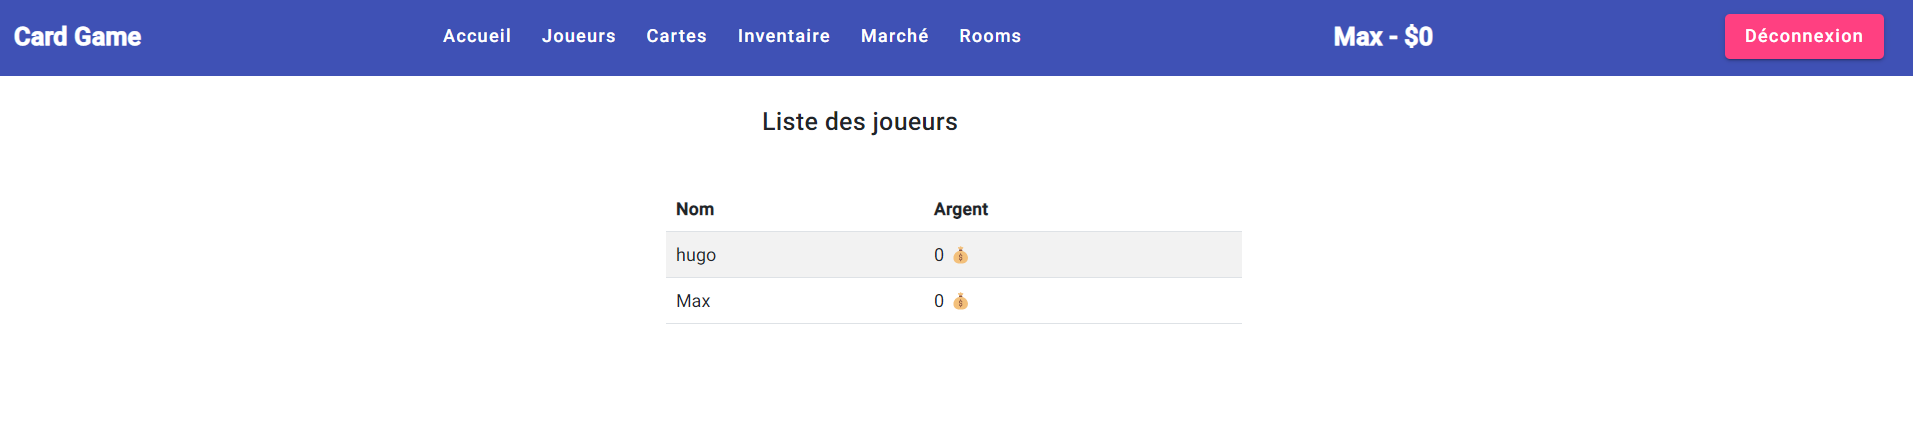 Card Game Accueil Joueurs Cartes Inventaire Marché Rooms Max - $0 Déconnexion
Liste des joueurs
Nom Argent
hugo 0 💰
Max 0 💰